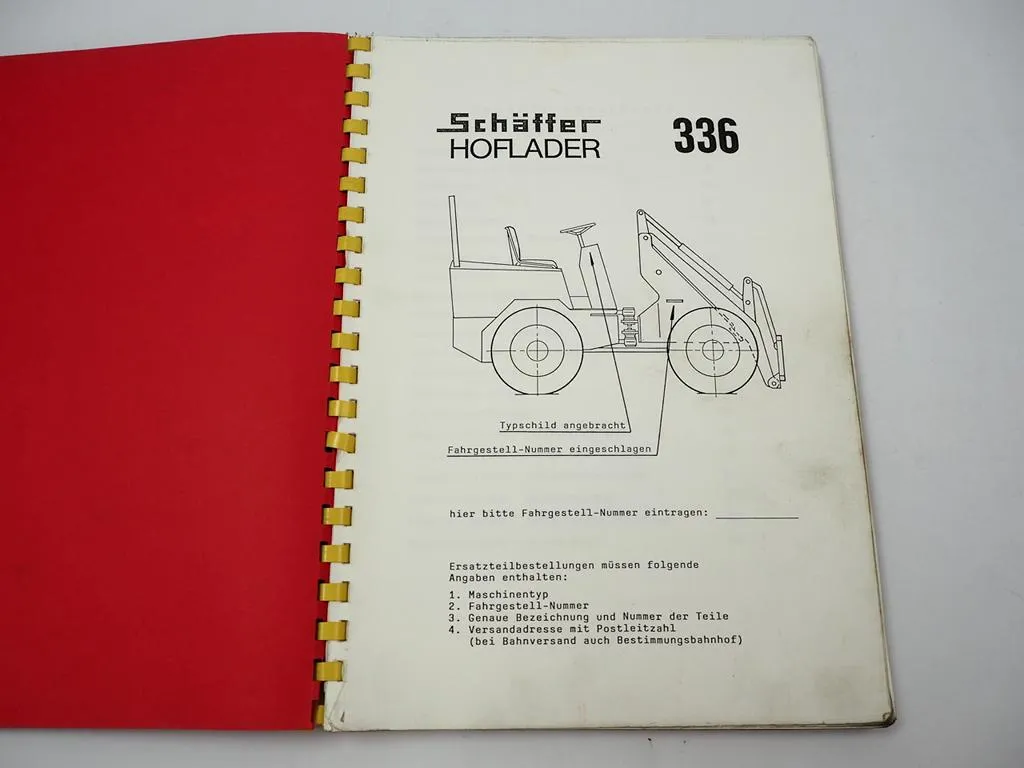 Schäffer
HOFLADER
336
Typschild angebracht
Fahrgestell-Nummer eingeschlagen
hier bitte Fahrgestell-Nummer eintragen:
Ersatzteilbestellungen müssen folgende
Angaben enthalten:
1. Maschinentyp
2. Fahrgestell-Nummer
3. Genaue Bezeichnung und Nummer der Teile
4. Versandadresse mit Postleitzahl
(bei Bahnversand auch Bestimmungsbahnhof)